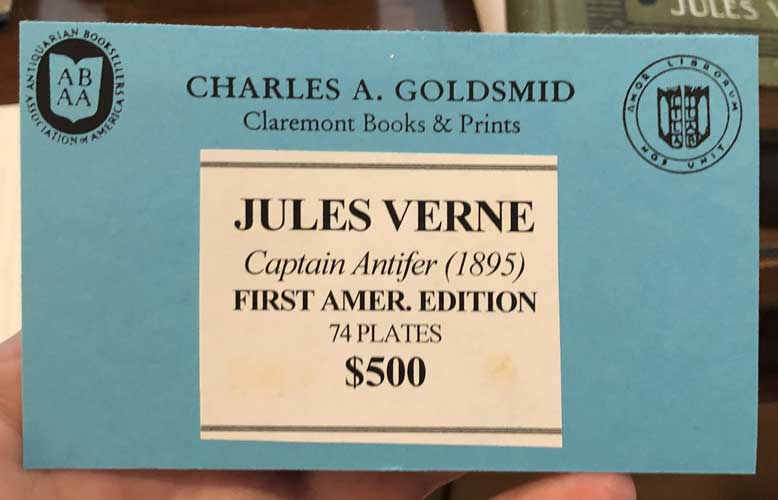 JULES V
ANTIQUARIAN BOOKSELLERS
ASSOCIATION OF AMERICA
AB
AA
CHARLES A. GOLDSMID
Claremont Books & Prints
AMOR LIBRORUM
NOS UNIT
JULES VERNE
Captain Antifer (1895)
FIRST AMER. EDITION
74 PLATES
$500